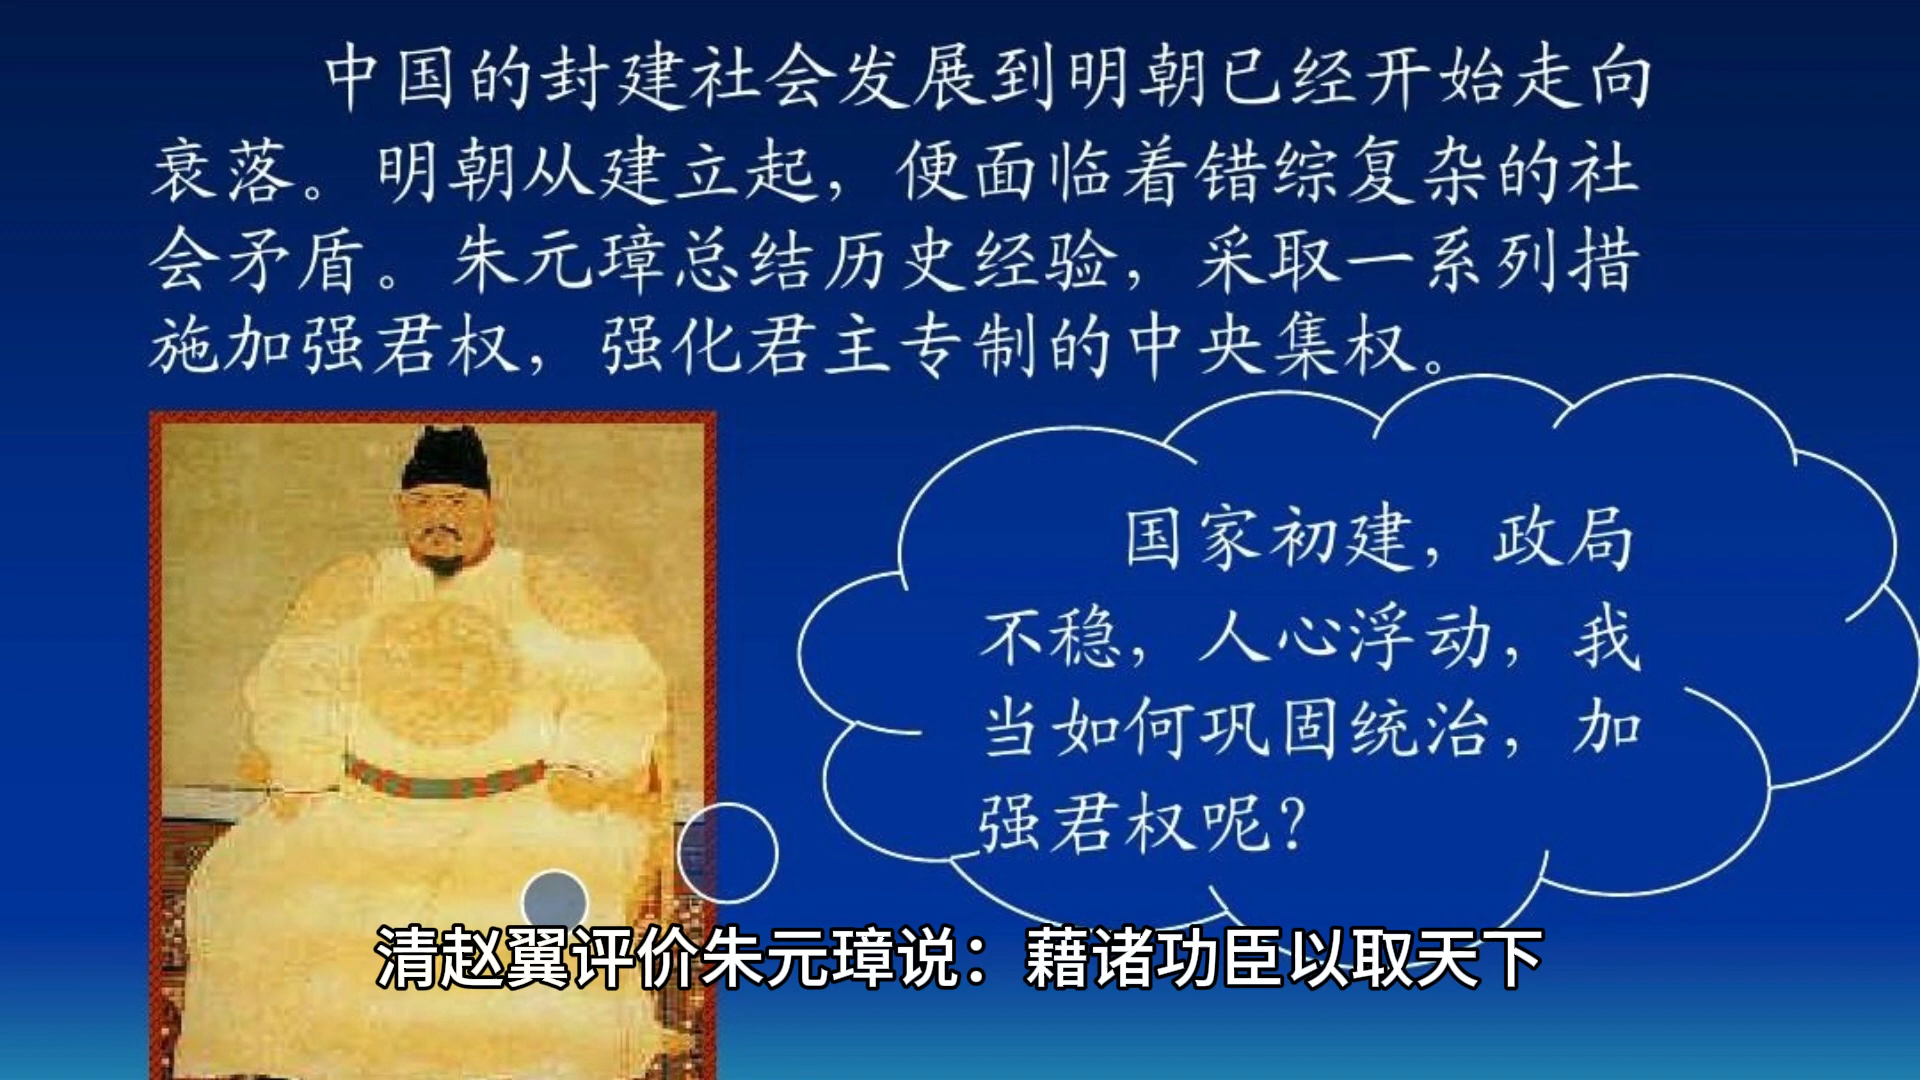 中国的封建社会发展到明朝已经开始走向
衰落。明朝从建立起，便面临着错综复杂的社
会矛盾。朱元璋总结历史经验，采取一系列措
施加强君权，强化君主专制的中央集权。
国家初建，政局
不稳，人心浮动，我
当如何巩固统治，加
强君权呢？
清赵翼评价朱元璋说：藉诸功臣以取天下